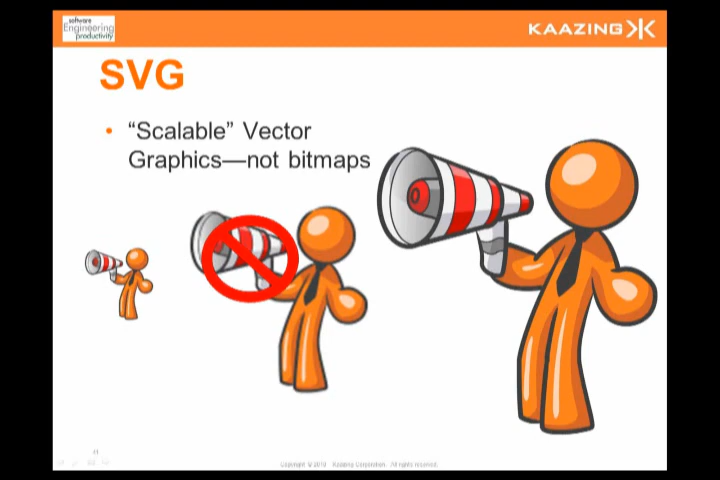 software
Engineering
productivity
KAAZING
SVG
• “Scalable” Vector
Graphics—not bitmaps
Copyright © 2010 Kaazing Corporation. All rights reserved.